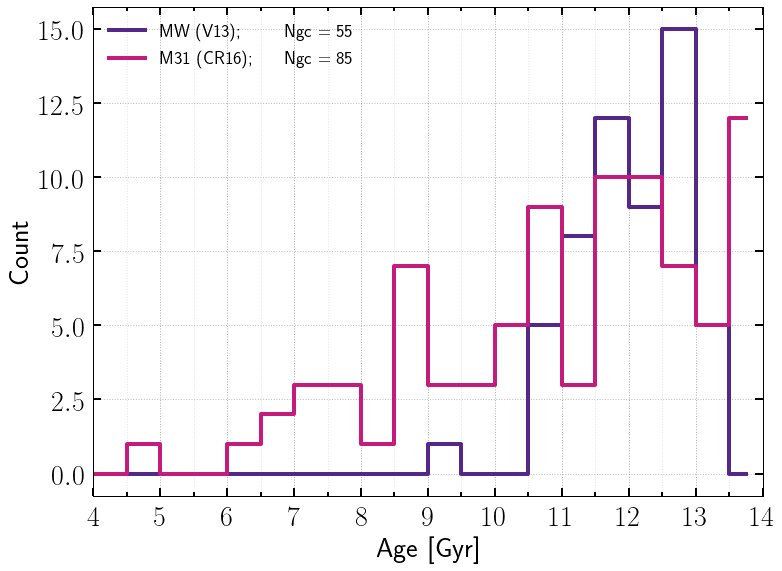 MW (V13); Ngc = 55
M31 (CR16); Ngc = 85
15.0
12.5
10.0
7.5
5.0
2.5
0.0
Count
4 5 6 7 8 9 10 11 12 13 14
Age [Gyr]